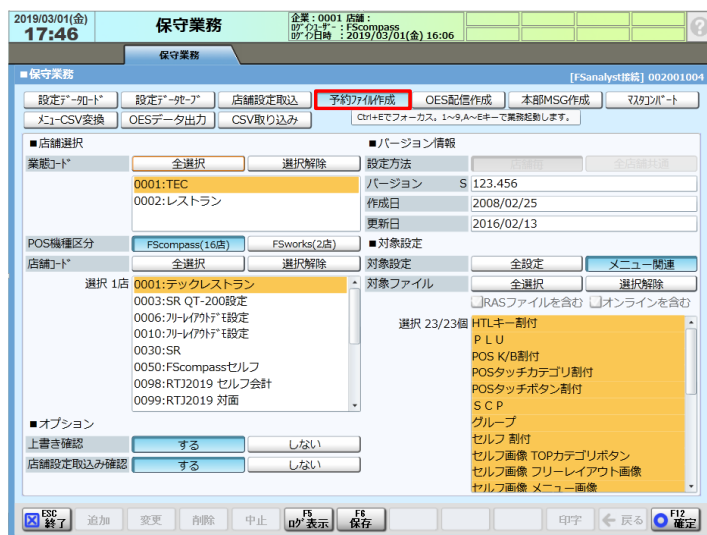 2019/03/01(金)
17:46
保守業務
企業：0001 店舗：
ﾛｸﾞｲﾝﾕｰｻﾞｰ：FScompass
ﾛｸﾞｲﾝ日時 ：2019/03/01(金) 16:06
保守業務
■保守業務
[FSanalyst接続] 002001004
設定ﾃﾞｰﾀﾛｰﾄﾞ 設定ﾃﾞｰﾀｾｰﾌﾞ 店舗設定取込 予約ﾌｧｲﾙ作成 OES配信作成 本部MSG作成 ﾏｽﾀｺﾝﾊﾞｰﾄ
ﾒﾆｭｰCSV変換 OESデータ出力 CSV取り込み Ctrl+Eでフォーカス。1~9,A~Eキーで業務起動します。
■店舗選択
業態ｺｰﾄﾞ 全選択 選択解除
0001:TEC
0002:レストラン
POS機種区分 FScompass(16店) FSworks(2店)
店舗ｺｰﾄﾞ 全選択 選択解除
選択 1店 0001:テックレストラン
0003:SR QT-200設定
0006:ﾌﾘｰﾚｲｱｳﾄﾃﾞﾓ設定
0010:ﾌﾘｰﾚｲｱｳﾄﾃﾞﾓ設定
0030:SR
0050:FScompassセルフ
0098:RTJ2019 セルフ会計
0099:RTJ2019 対面
■オプション
上書き確認 する しない
店舗設定取込み確認 する しない
■バージョン情報
設定方法 店舗毎 全店舗共通
バージョン S 123.456
作成日 2008/02/25
更新日 2016/02/13
■対象設定
対象設定 全設定 メニュー関連
対象ファイル 全選択 選択解除
RASファイルを含む オンラインを含む
選択 23/23個 HTLキー割付
ＰＬＵ
POS K/B割付
POSタッチカテゴリ割付
POSタッチボタン割付
ＳＣＰ
グループ
セルフ 割付
セルフ画像 TOPカテゴリボタン
セルフ画像 フリーレイアウト画像
セルフ画像 メニュー画像
ESC 終了 追加 変更 削除 中止 F5 ﾛｸﾞ表示 F6 保存 印字 戻る F12 確定